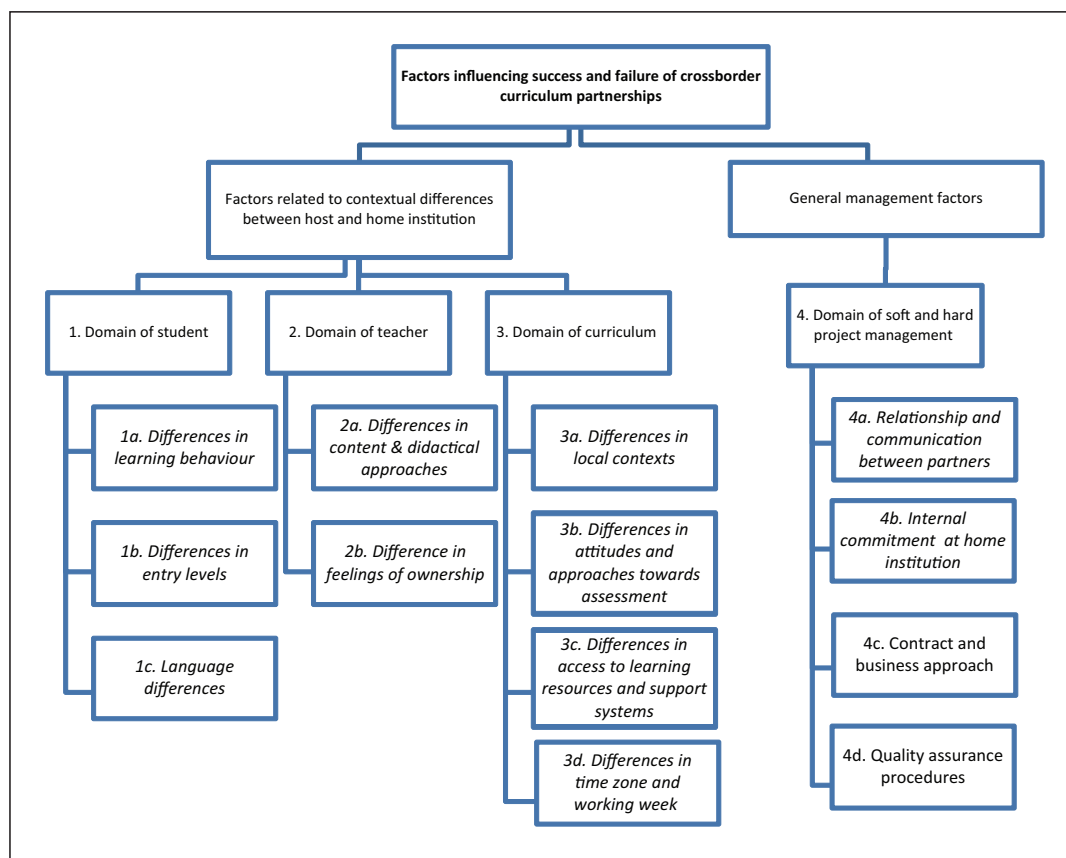 Factors influencing success and failure of crossborder
curriculum partnerships
Factors related to contextual differences
between host and home institution
General management factors
1. Domain of student
2. Domain of teacher
3. Domain of curriculum
4. Domain of soft and hard
project management
1a. Differences in
learning behaviour
1b. Differences in
entry levels
1c. Language
differences
2a. Differences in
content & didactical
approaches
2b. Difference in
feelings of ownership
3a. Differences in
local contexts
3b. Differences in
attitudes and
approaches towards
assessment
3c. Differences in
access to learning
resources and support
systems
3d. Differences in
time zone and
working week
4a. Relationship and
communication
between partners
4b. Internal
commitment at home
institution
4c. Contract and
business approach
4d. Quality assurance
procedures